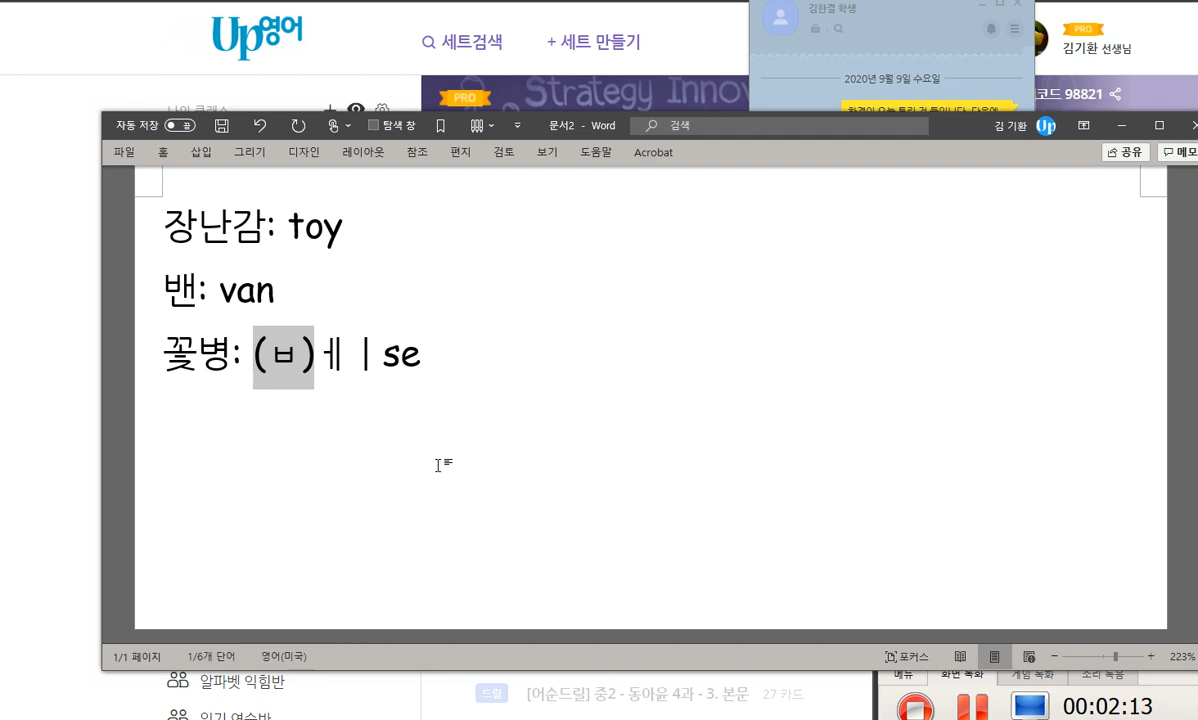 Up영어
세트검색
+ 세트 만들기
김한결 학생
2020년 9월 9일 수요일
PRO
김기환 선생님
PRO
Strategy Innov
코드 98821
자동 저장
탐색 창
문서2 - Word
검색
김 기환
Up
파일 홈 삽입 그리기 디자인 레이아웃 참조 편지 검토 보기 도움말 Acrobat
공유
메모
장난감: toy
밴: van
꽃병: (ㅂ)ㅔㅣse
1/1 페이지
1/6개 단어
영어(미국)
포커스
223%
알파벳 익힘반
드릴
[어순드릴] 중2 - 동아윤 4과 - 3. 본문
27 카드
메뉴
화면 녹화
게임 녹화
소리 녹음
00:02:13